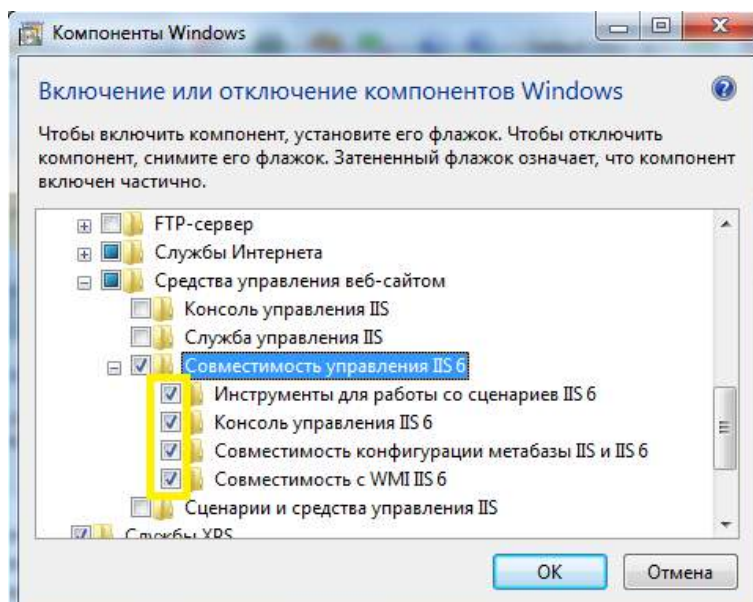 Компоненты Windows
Включение или отключение компонентов Windows
Чтобы включить компонент, установите его флажок. Чтобы отключить
компонент, снимите его флажок. Затененный флажок означает, что компонент
включен частично.
FTP-сервер
Службы Интернета
Средства управления веб-сайтом
Консоль управления IIS
Служба управления IIS
Совместимость управления IIS 6
Инструменты для работы со сценариев IIS 6
Консоль управления IIS 6
Совместимость конфигурации метабазы IIS и IIS 6
Совместимость с WMI IIS 6
Сценарии и средства управления IIS
Службы XPS
OK
Отмена